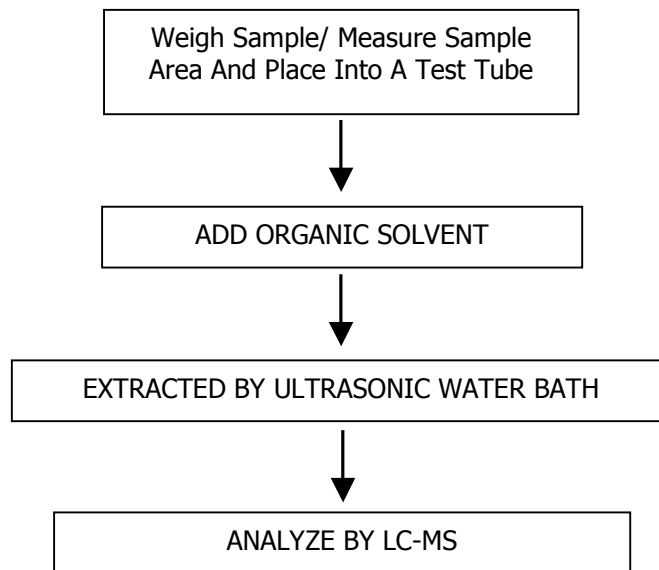 Weigh Sample/ Measure Sample
Area And Place Into A Test Tube
ADD ORGANIC SOLVENT
EXTRACTED BY ULTRASONIC WATER BATH
ANALYZE BY LC-MS